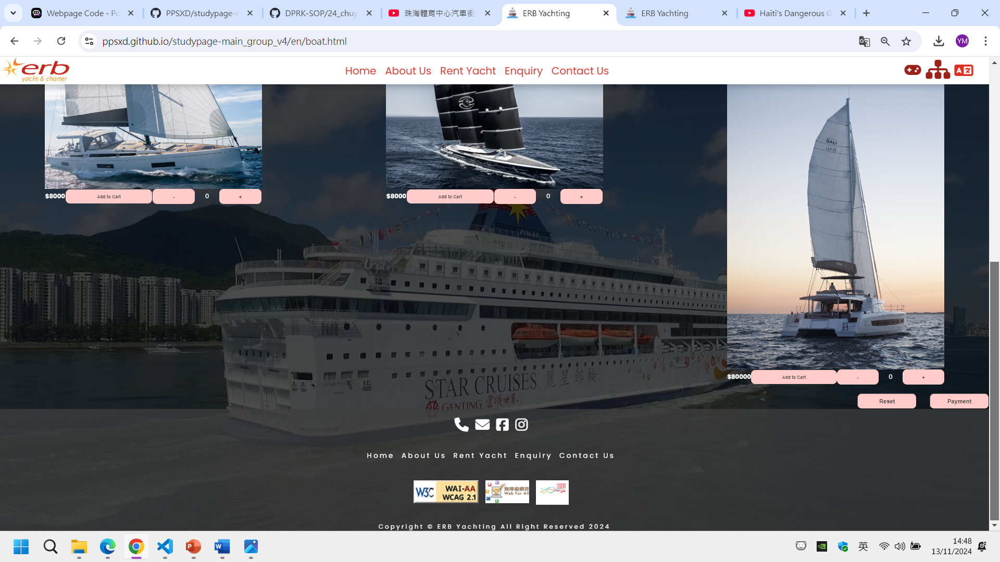 Webpage Code - Po
PPSXD/studypage-m
DPRK-SOP/24_chuy
珠海體育中心汽車衝
ERB Yachting
ERB Yachting
Haiti's Dangerous G
ppsxd.github.io/studypage-main_group_v4/en/boat.html
YM
erb
yacht & charter
Home About Us Rent Yacht Enquiry Contact Us
BALI
$8000 Add to Cart - 0 +
$8000 Add to Cart - 0 +
PISCES
STAR PISCES
STAR CRUISES 麗星郵輪
GENTING 雲頂世界
$80000 Add to Cart - 0 +
Reset Payment
Home About Us Rent Yacht Enquiry Contact Us
W3C WAI-AA
WCAG 2.1
無障礙網頁
Web For All
HONG
KONG
Copyright © ERB Yachting All Right Reserved 2024
英
14:48
13/11/2024